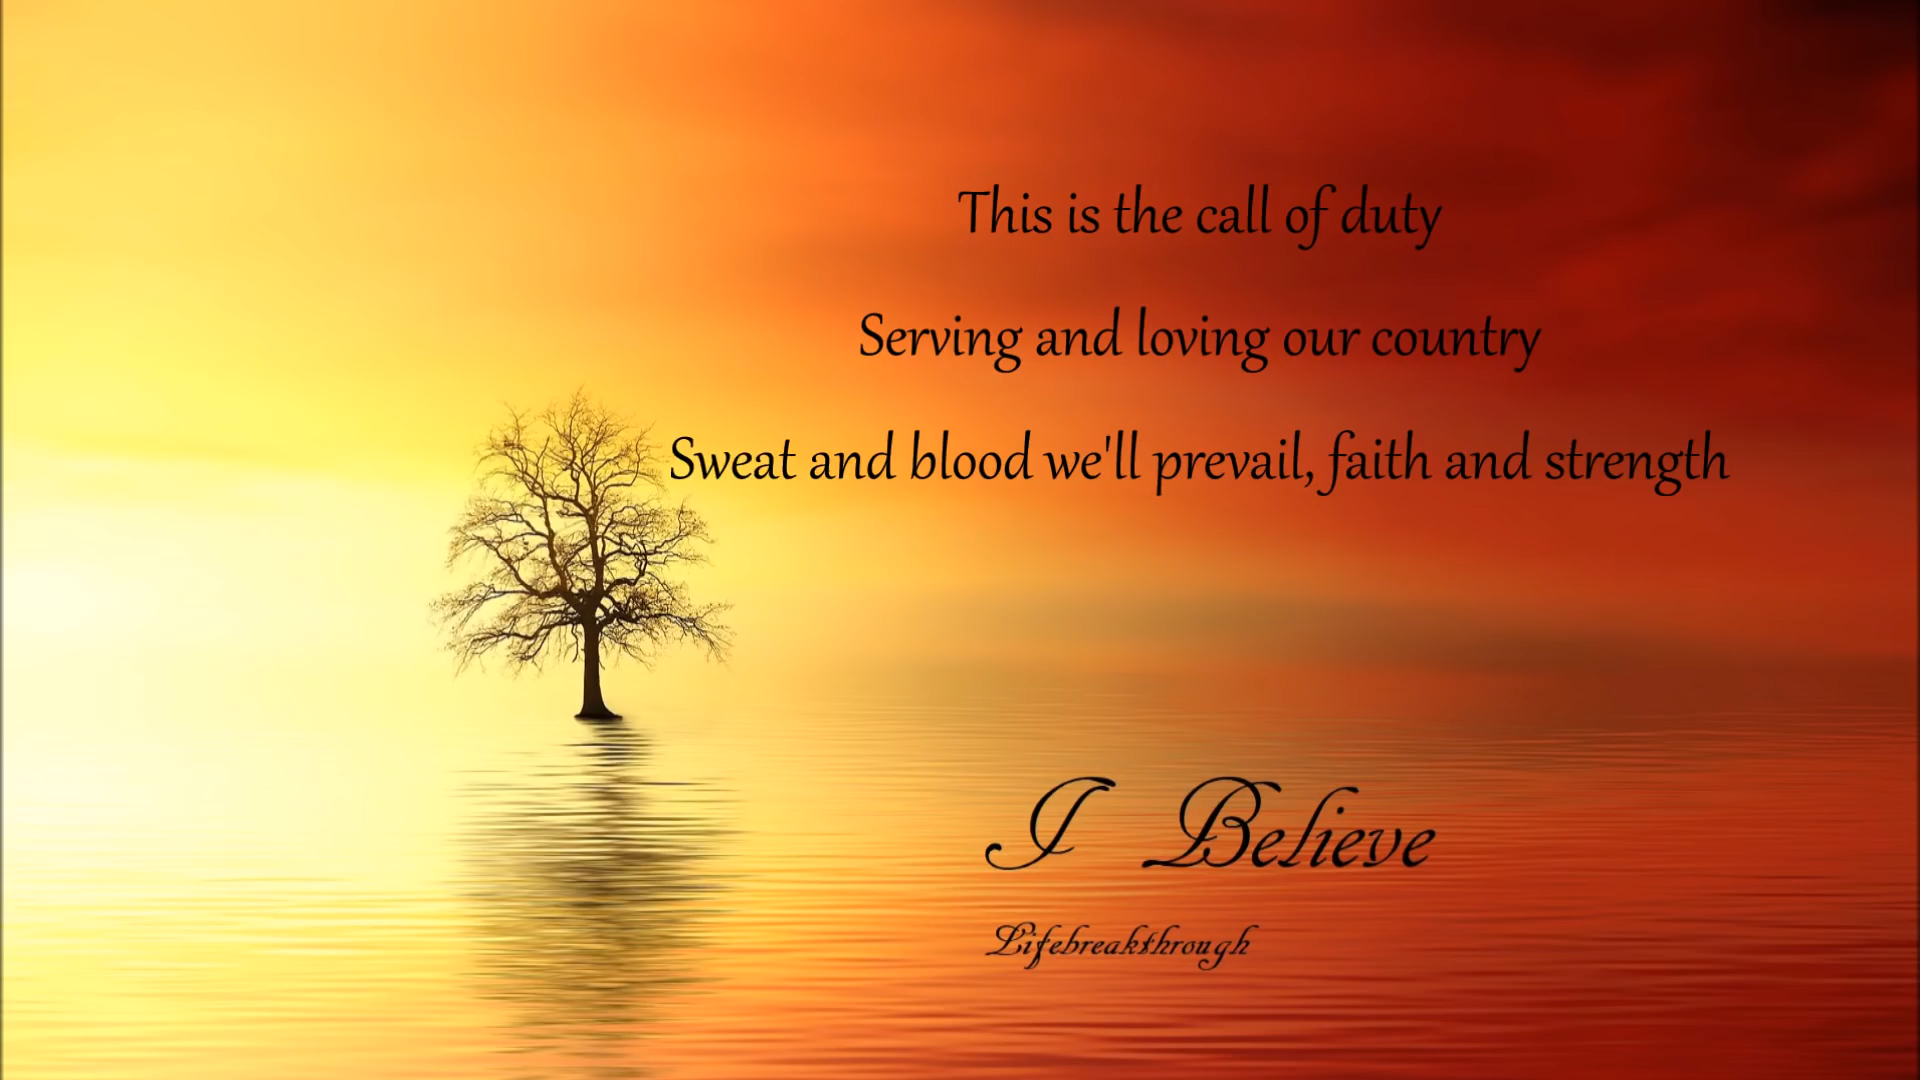 This is the call of duty
Serving and loving our country
Sweat and blood we'll prevail, faith and strength
I Believe
Lifebreakthrough